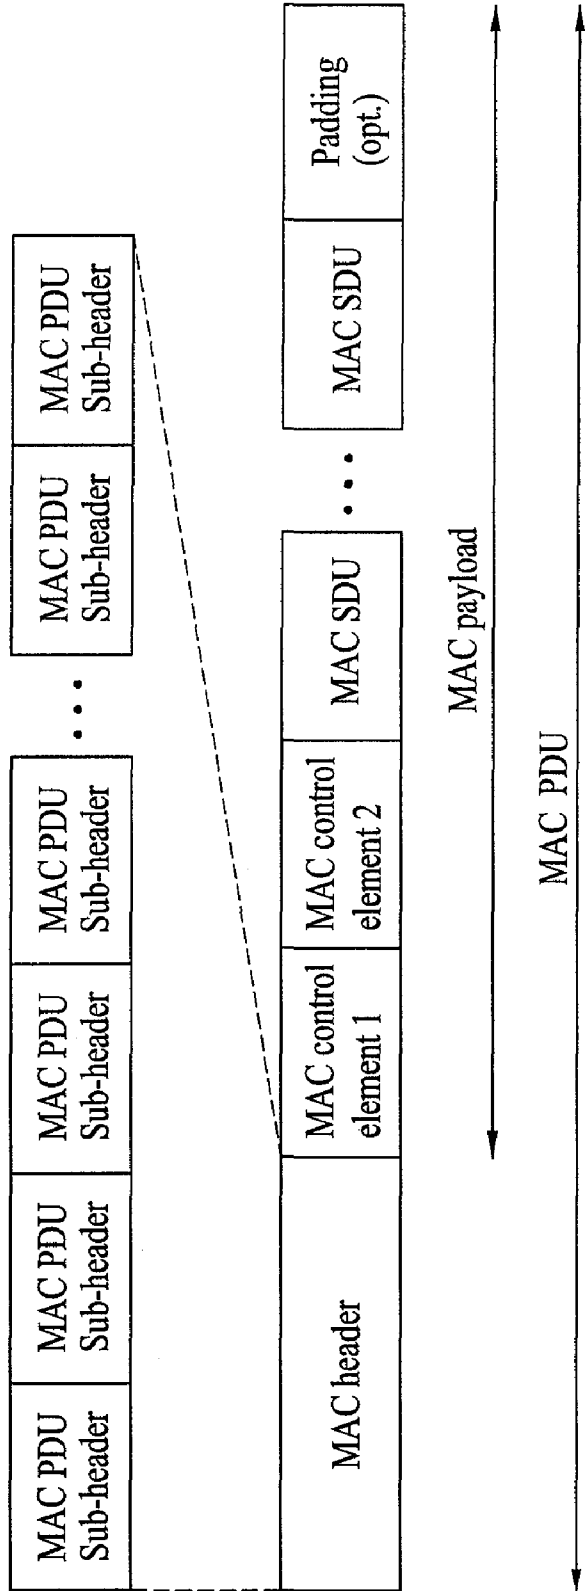 MAC PDU
Sub-header
MAC PDU
Sub-header
MAC PDU
Sub-header
MAC PDU
Sub-header
• • •
MAC PDU
Sub-header
MAC PDU
Sub-header
MAC header
MAC control
element 1
MAC control
element 2
MAC SDU
• • •
MAC SDU
Padding
(opt.)
MAC payload
MAC PDU